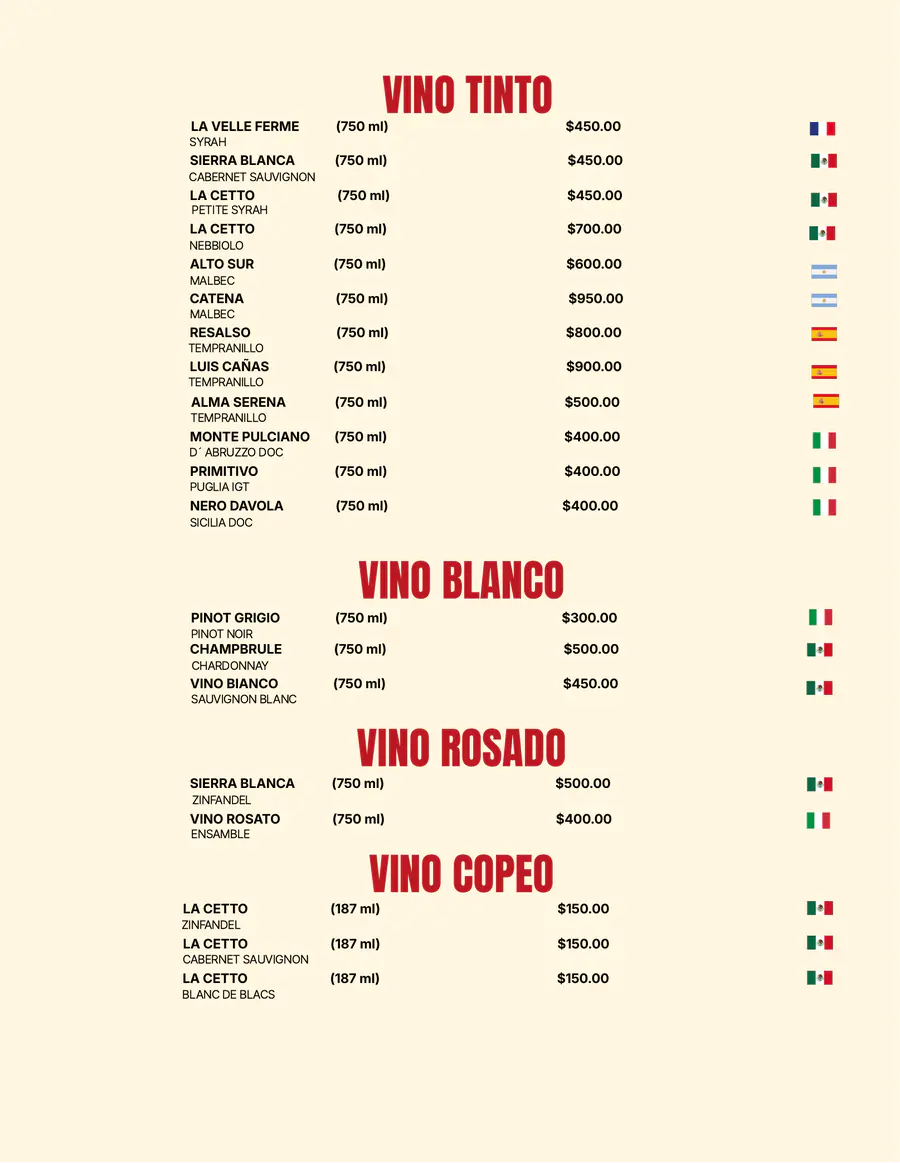 VINO TINTO
LA VELLE FERME (750 ml) $450.00
SYRAH
SIERRA BLANCA (750 ml) $450.00
CABERNET SAUVIGNON
LA CETTO (750 ml) $450.00
PETITE SYRAH
LA CETTO (750 ml) $700.00
NEBBIOLO
ALTO SUR (750 ml) $600.00
MALBEC
CATENA (750 ml) $950.00
MALBEC
RESALSO (750 ml) $800.00
TEMPRANILLO
LUIS CAÑAS (750 ml) $900.00
TEMPRANILLO
ALMA SERENA (750 ml) $500.00
TEMPRANILLO
MONTE PULCIANO (750 ml) $400.00
D´ ABRUZZO DOC
PRIMITIVO (750 ml) $400.00
PUGLIA IGT
NERO DAVOLA (750 ml) $400.00
SICILIA DOC
VINO BLANCO
PINOT GRIGIO (750 ml) $300.00
PINOT NOIR
CHAMPBRULE (750 ml) $500.00
CHARDONNAY
VINO BIANCO (750 ml) $450.00
SAUVIGNON BLANC
VINO ROSADO
SIERRA BLANCA (750 ml) $500.00
ZINFANDEL
VINO ROSATO (750 ml) $400.00
ENSAMBLE
VINO COPEO
LA CETTO (187 ml) $150.00
ZINFANDEL
LA CETTO (187 ml) $150.00
CABERNET SAUVIGNON
LA CETTO (187 ml) $150.00
BLANC DE BLACS